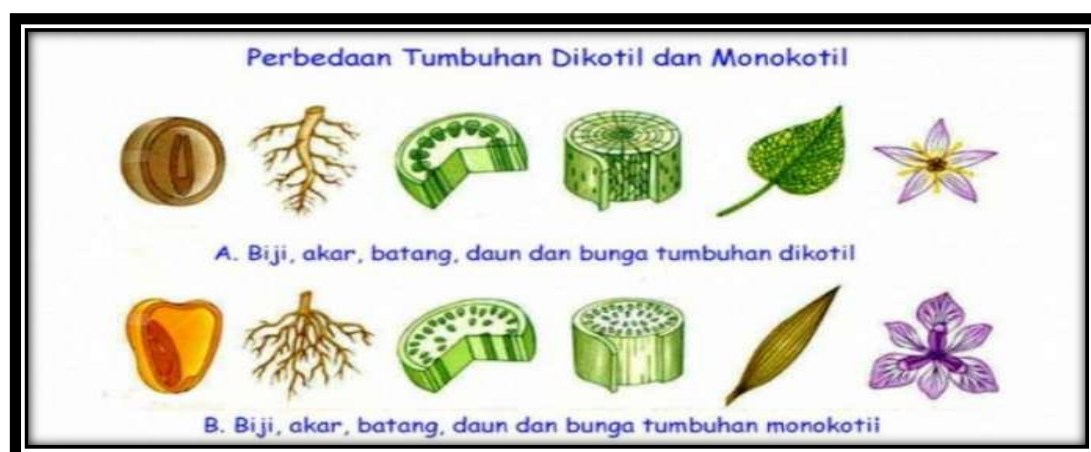 Perbedaan Tumbuhan Dikotil dan Monokotil
A. Biji, akar, batang, daun dan bunga tumbuhan dikotil
B. Biji, akar, batang, daun dan bunga tumbuhan monokotii